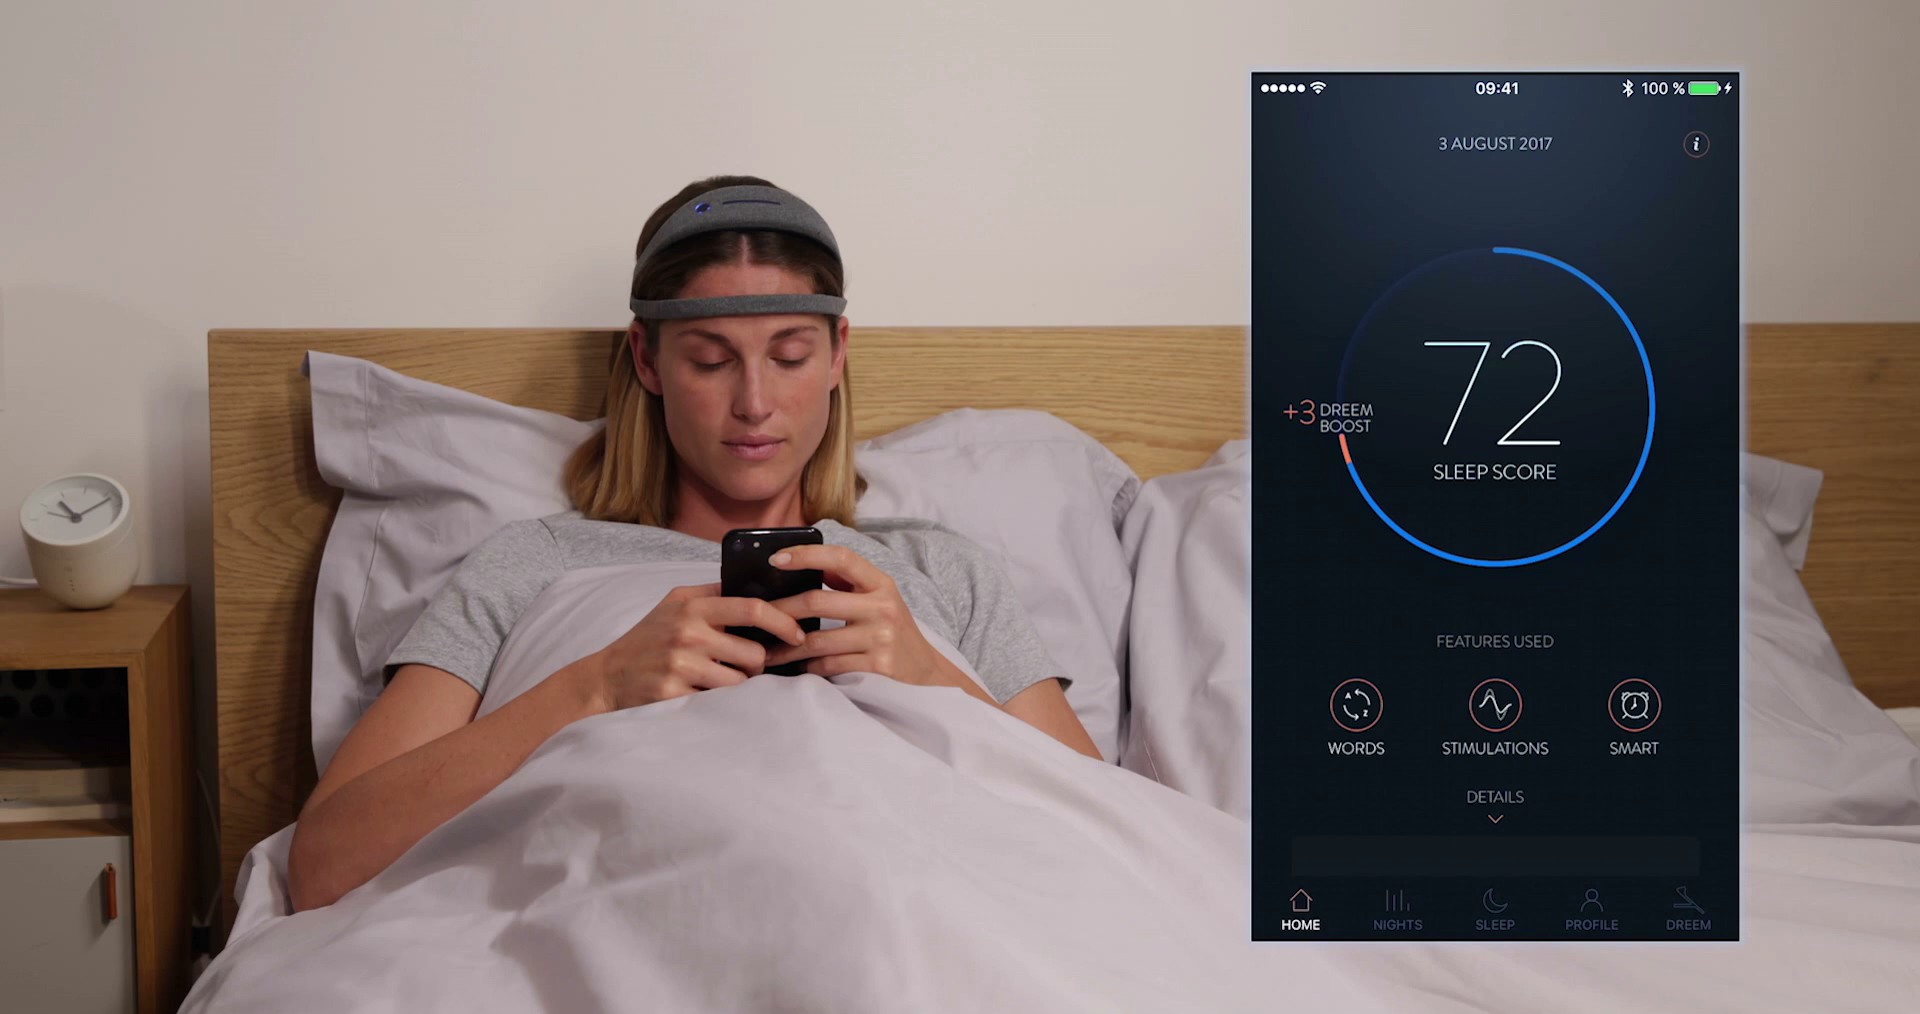 09:41
100 %
3 AUGUST 2017
i
+3 DREEM
BOOST
72
SLEEP SCORE
FEATURES USED
A
Z
WORDS
STIMULATIONS
SMART
DETAILS
HOME
NIGHTS
SLEEP
PROFILE
DREEM